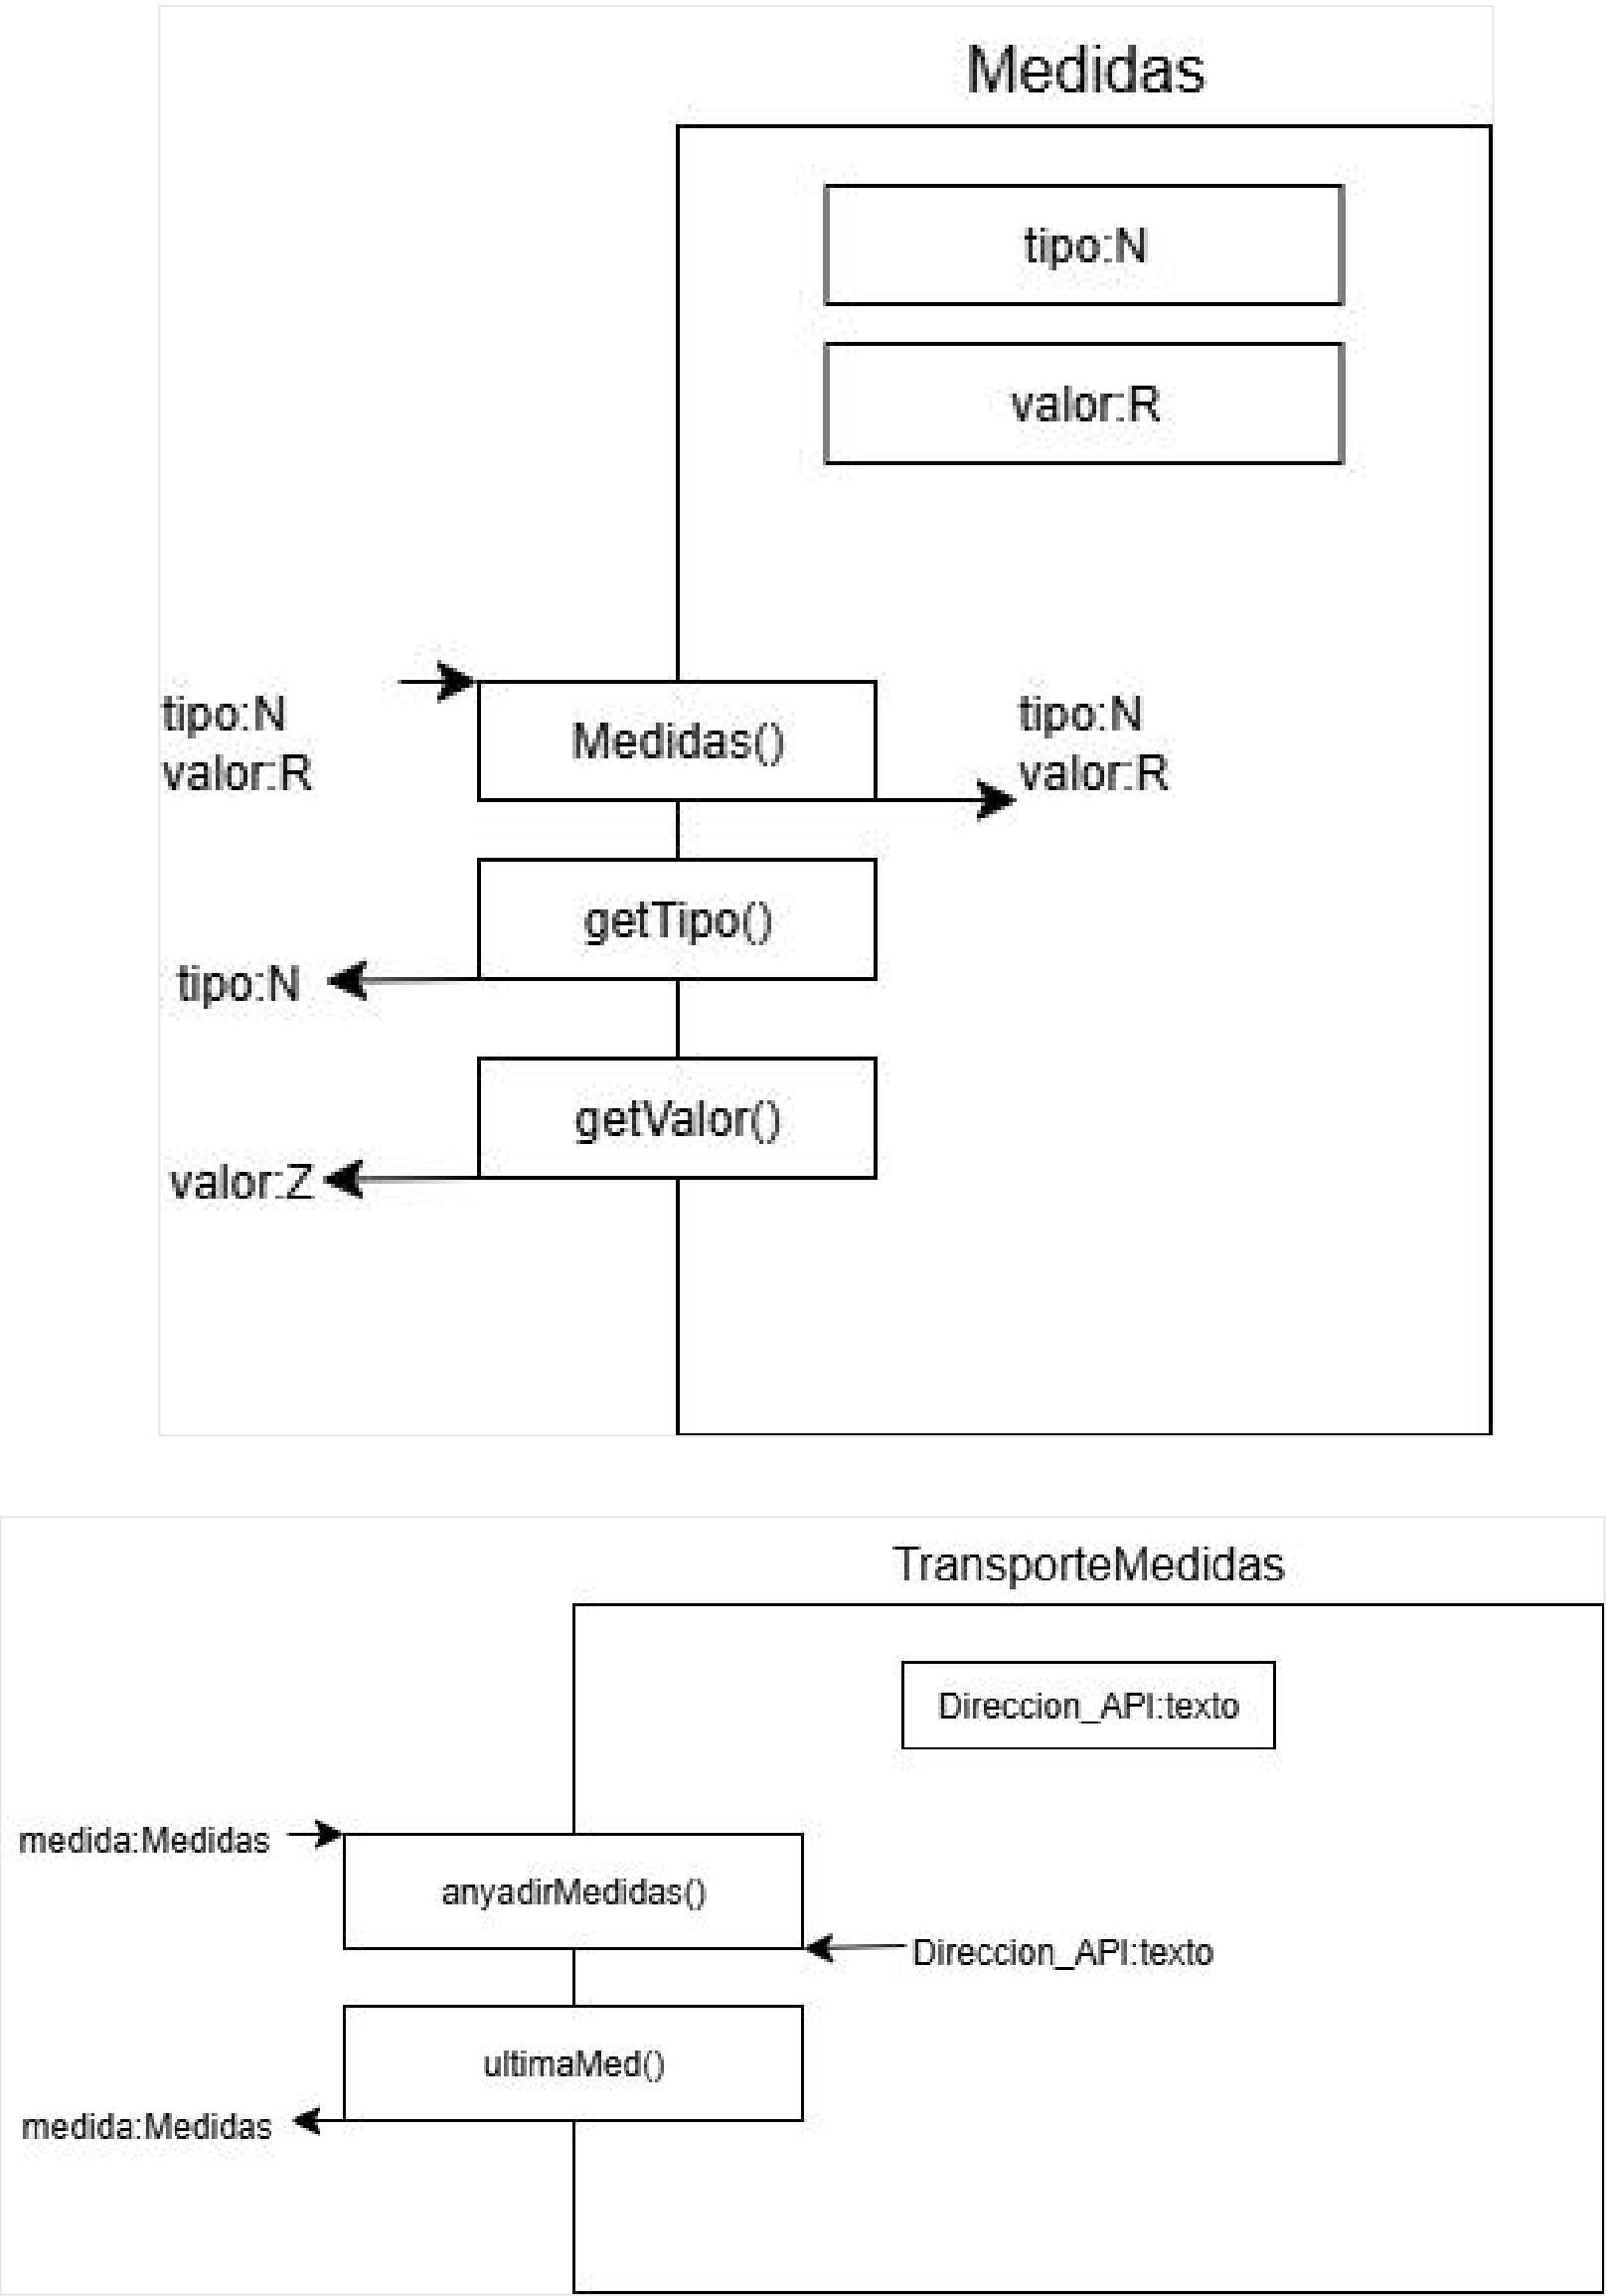 Medidas
tipo:N
valor:R
tipo:N
valor:R
Medidas()
tipo:N
valor:R
getTipo()
tipo:N
getValor()
valor:Z
TransporteMedidas
Direccion_API:texto
medida:Medidas
anyadirMedidas()
Direccion_API:texto
ultimaMed()
medida:Medidas